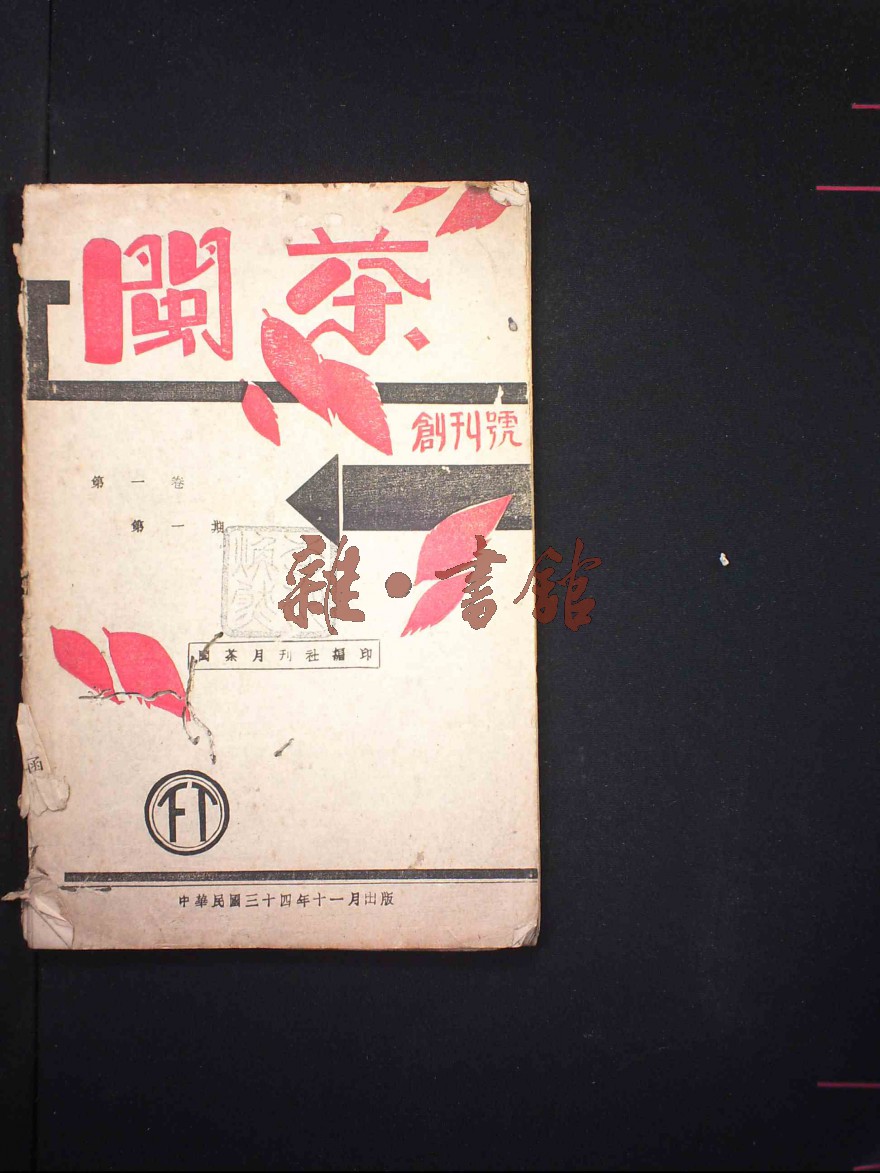 閩茶
創刊號
第一卷
第一期
雜·書館
閩茶月刊社編印
函
FT
中華民國三十四年十一月出版